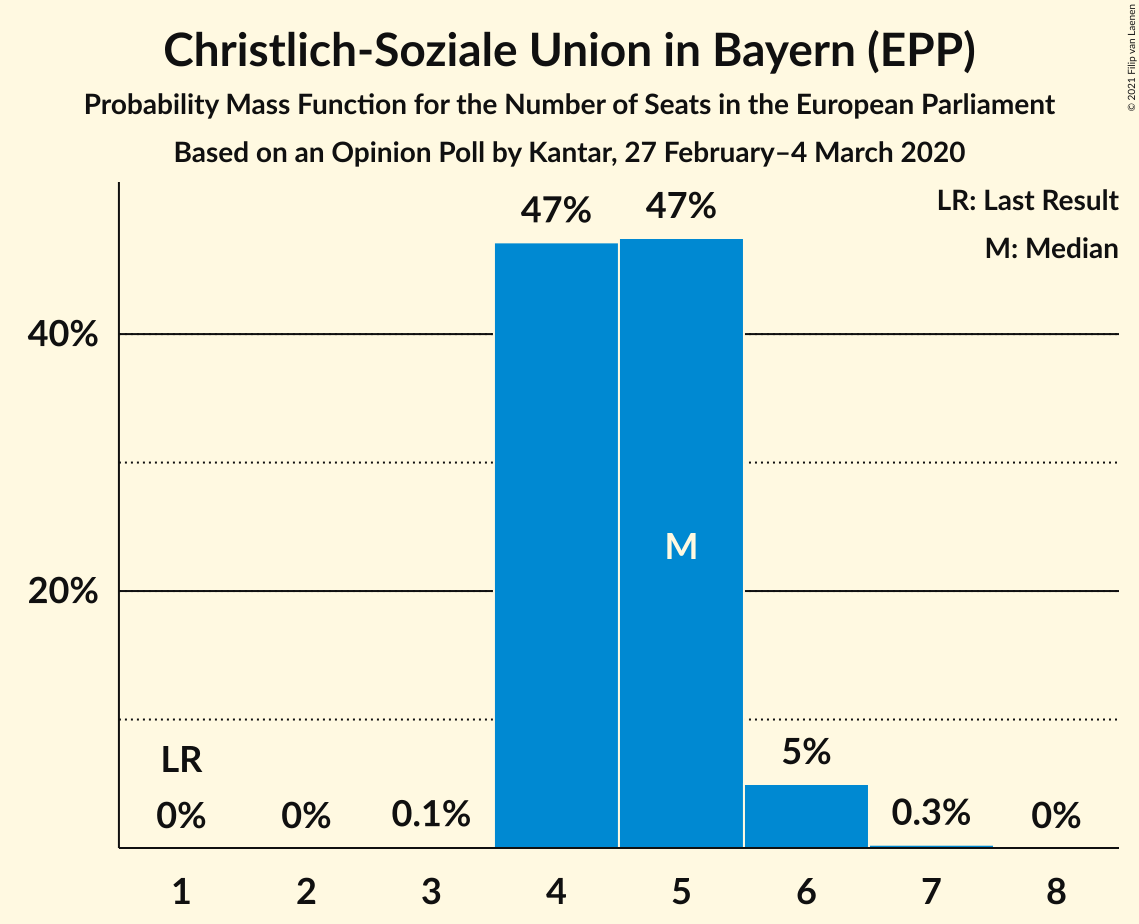 Christlich-Soziale Union in Bayern (EPP)
Probability Mass Function for the Number of Seats in the European Parliament
Based on an Opinion Poll by Kantar, 27 February–4 March 2020
© 2021 Filip van Laenen
LR: Last Result
M: Median
47% 47%
40%
M
20%
LR 5%
0% 0% 0.1% 0.3% 0%
1 2 3 4 5 6 7 8